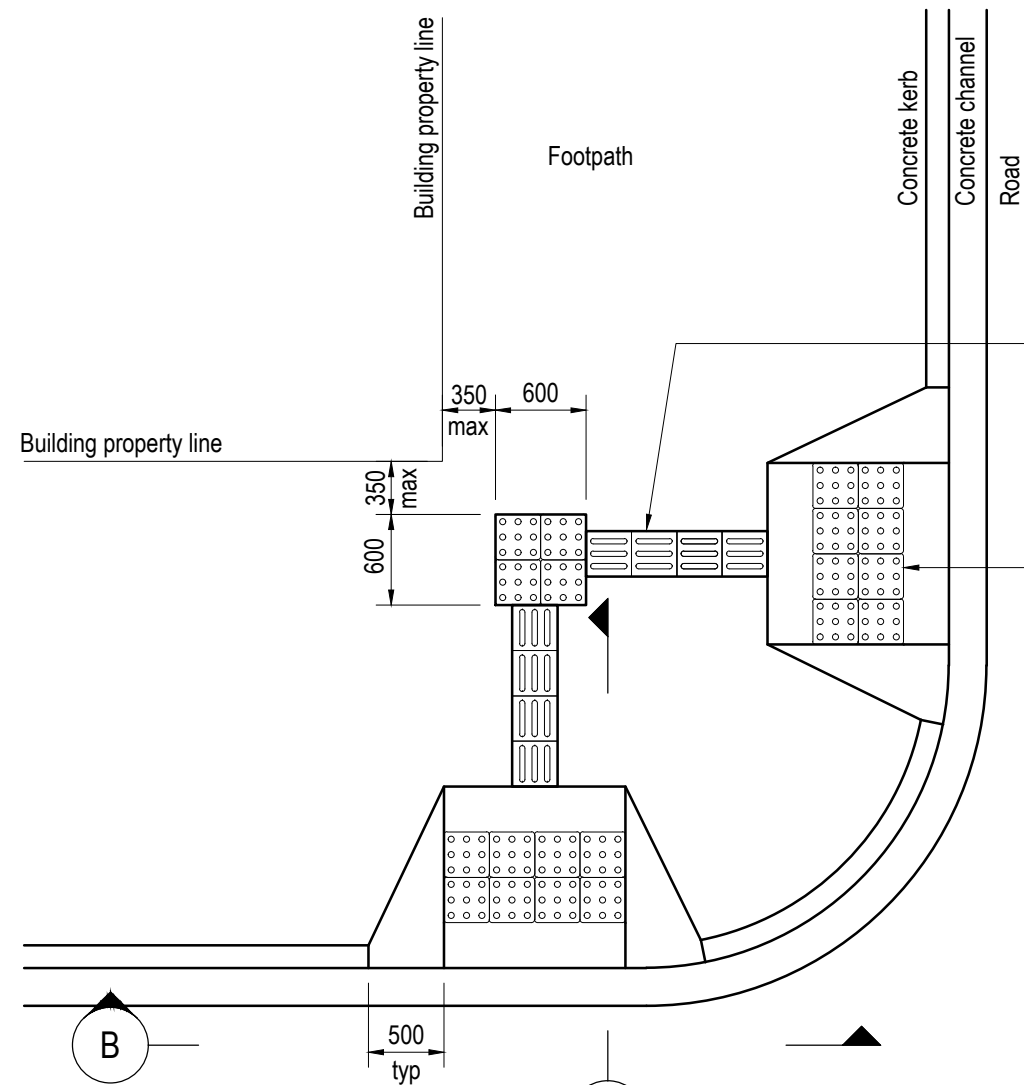 Building property line
Footpath
Concrete kerb
Concrete channel
Road
350
max
600
Building property line
350
max
600
B
500
typ